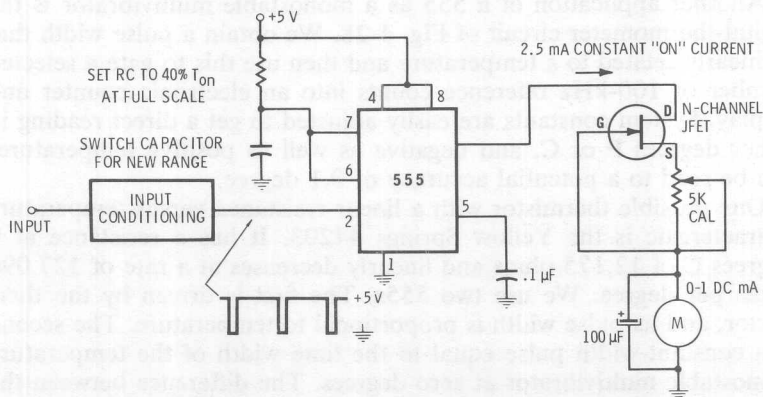 +5 V
2.5 mA CONSTANT "ON" CURRENT
SET RC TO 40% Ton
AT FULL SCALE
4
8
7
G
D
N-CHANNEL
JFET
S
SWITCH CAPACITOR
FOR NEW RANGE
6
555
3
INPUT
CONDITIONING
2
5
5K
CAL
INPUT
1
1 μF
0-1 DC mA
+5V
+
100 μF
M